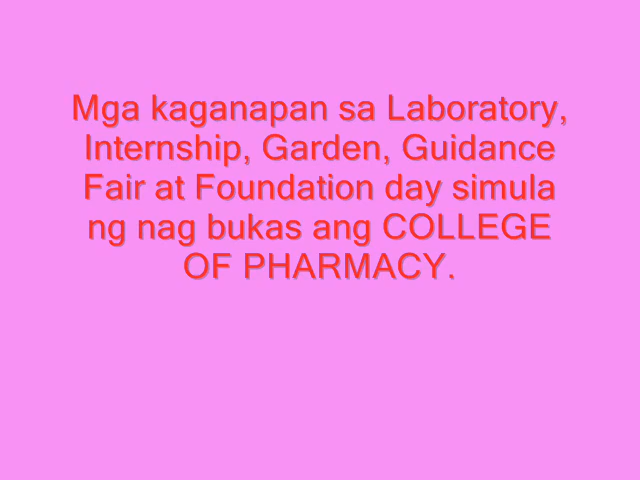 Mga kaganapan sa Laboratory,
Internship, Garden, Guidance
Fair at Foundation day simula
ng nag bukas ang COLLEGE
OF PHARMACY.